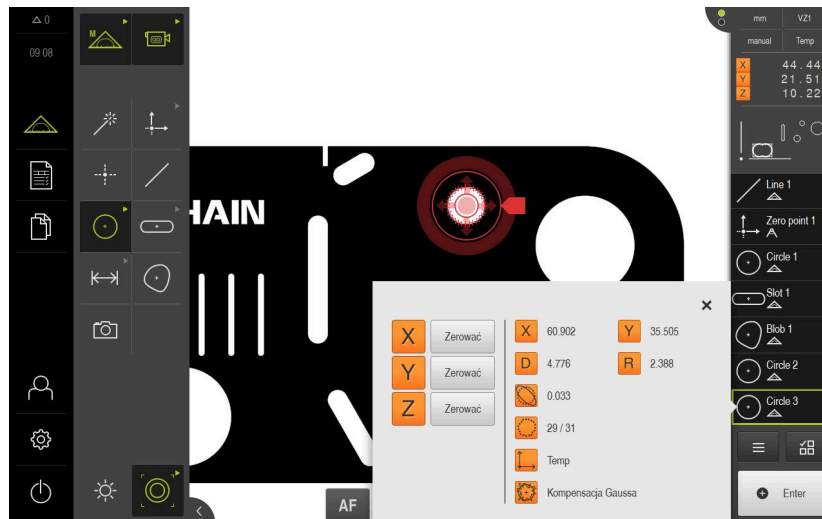 0
09 08
M
HAIN
mm VZ1
manual Temp
X 44.44
Y 21.51
Z 10.22
Line 1
Zero point 1
Circle 1
Slot 1
Blob 1
Circle 2
Circle 3
X Zerować
Y Zerować
Z Zerować
X 60.902 Y 35.505
D 4.776 R 2.388
0.033
29 / 31
Temp
Kompensacja Gaussa
AF
Enter